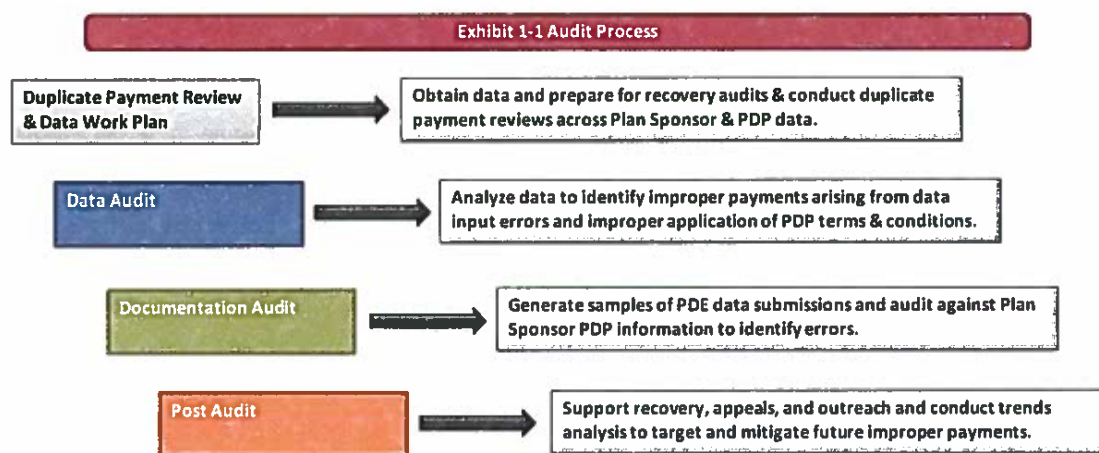 Exhibit 1-1 Audit Process
Duplicate Payment Review
& Data Work Plan
Obtain data and prepare for recovery audits & conduct duplicate
payment reviews across Plan Sponsor & PDP data.
Data Audit
Analyze data to identify improper payments arising from data
input errors and improper application of PDP terms & conditions.
Documentation Audit
Generate samples of PDE data submissions and audit against Plan
Sponsor PDP information to identify errors.
Post Audit
Support recovery, appeals, and outreach and conduct trends
analysis to target and mitigate future improper payments.